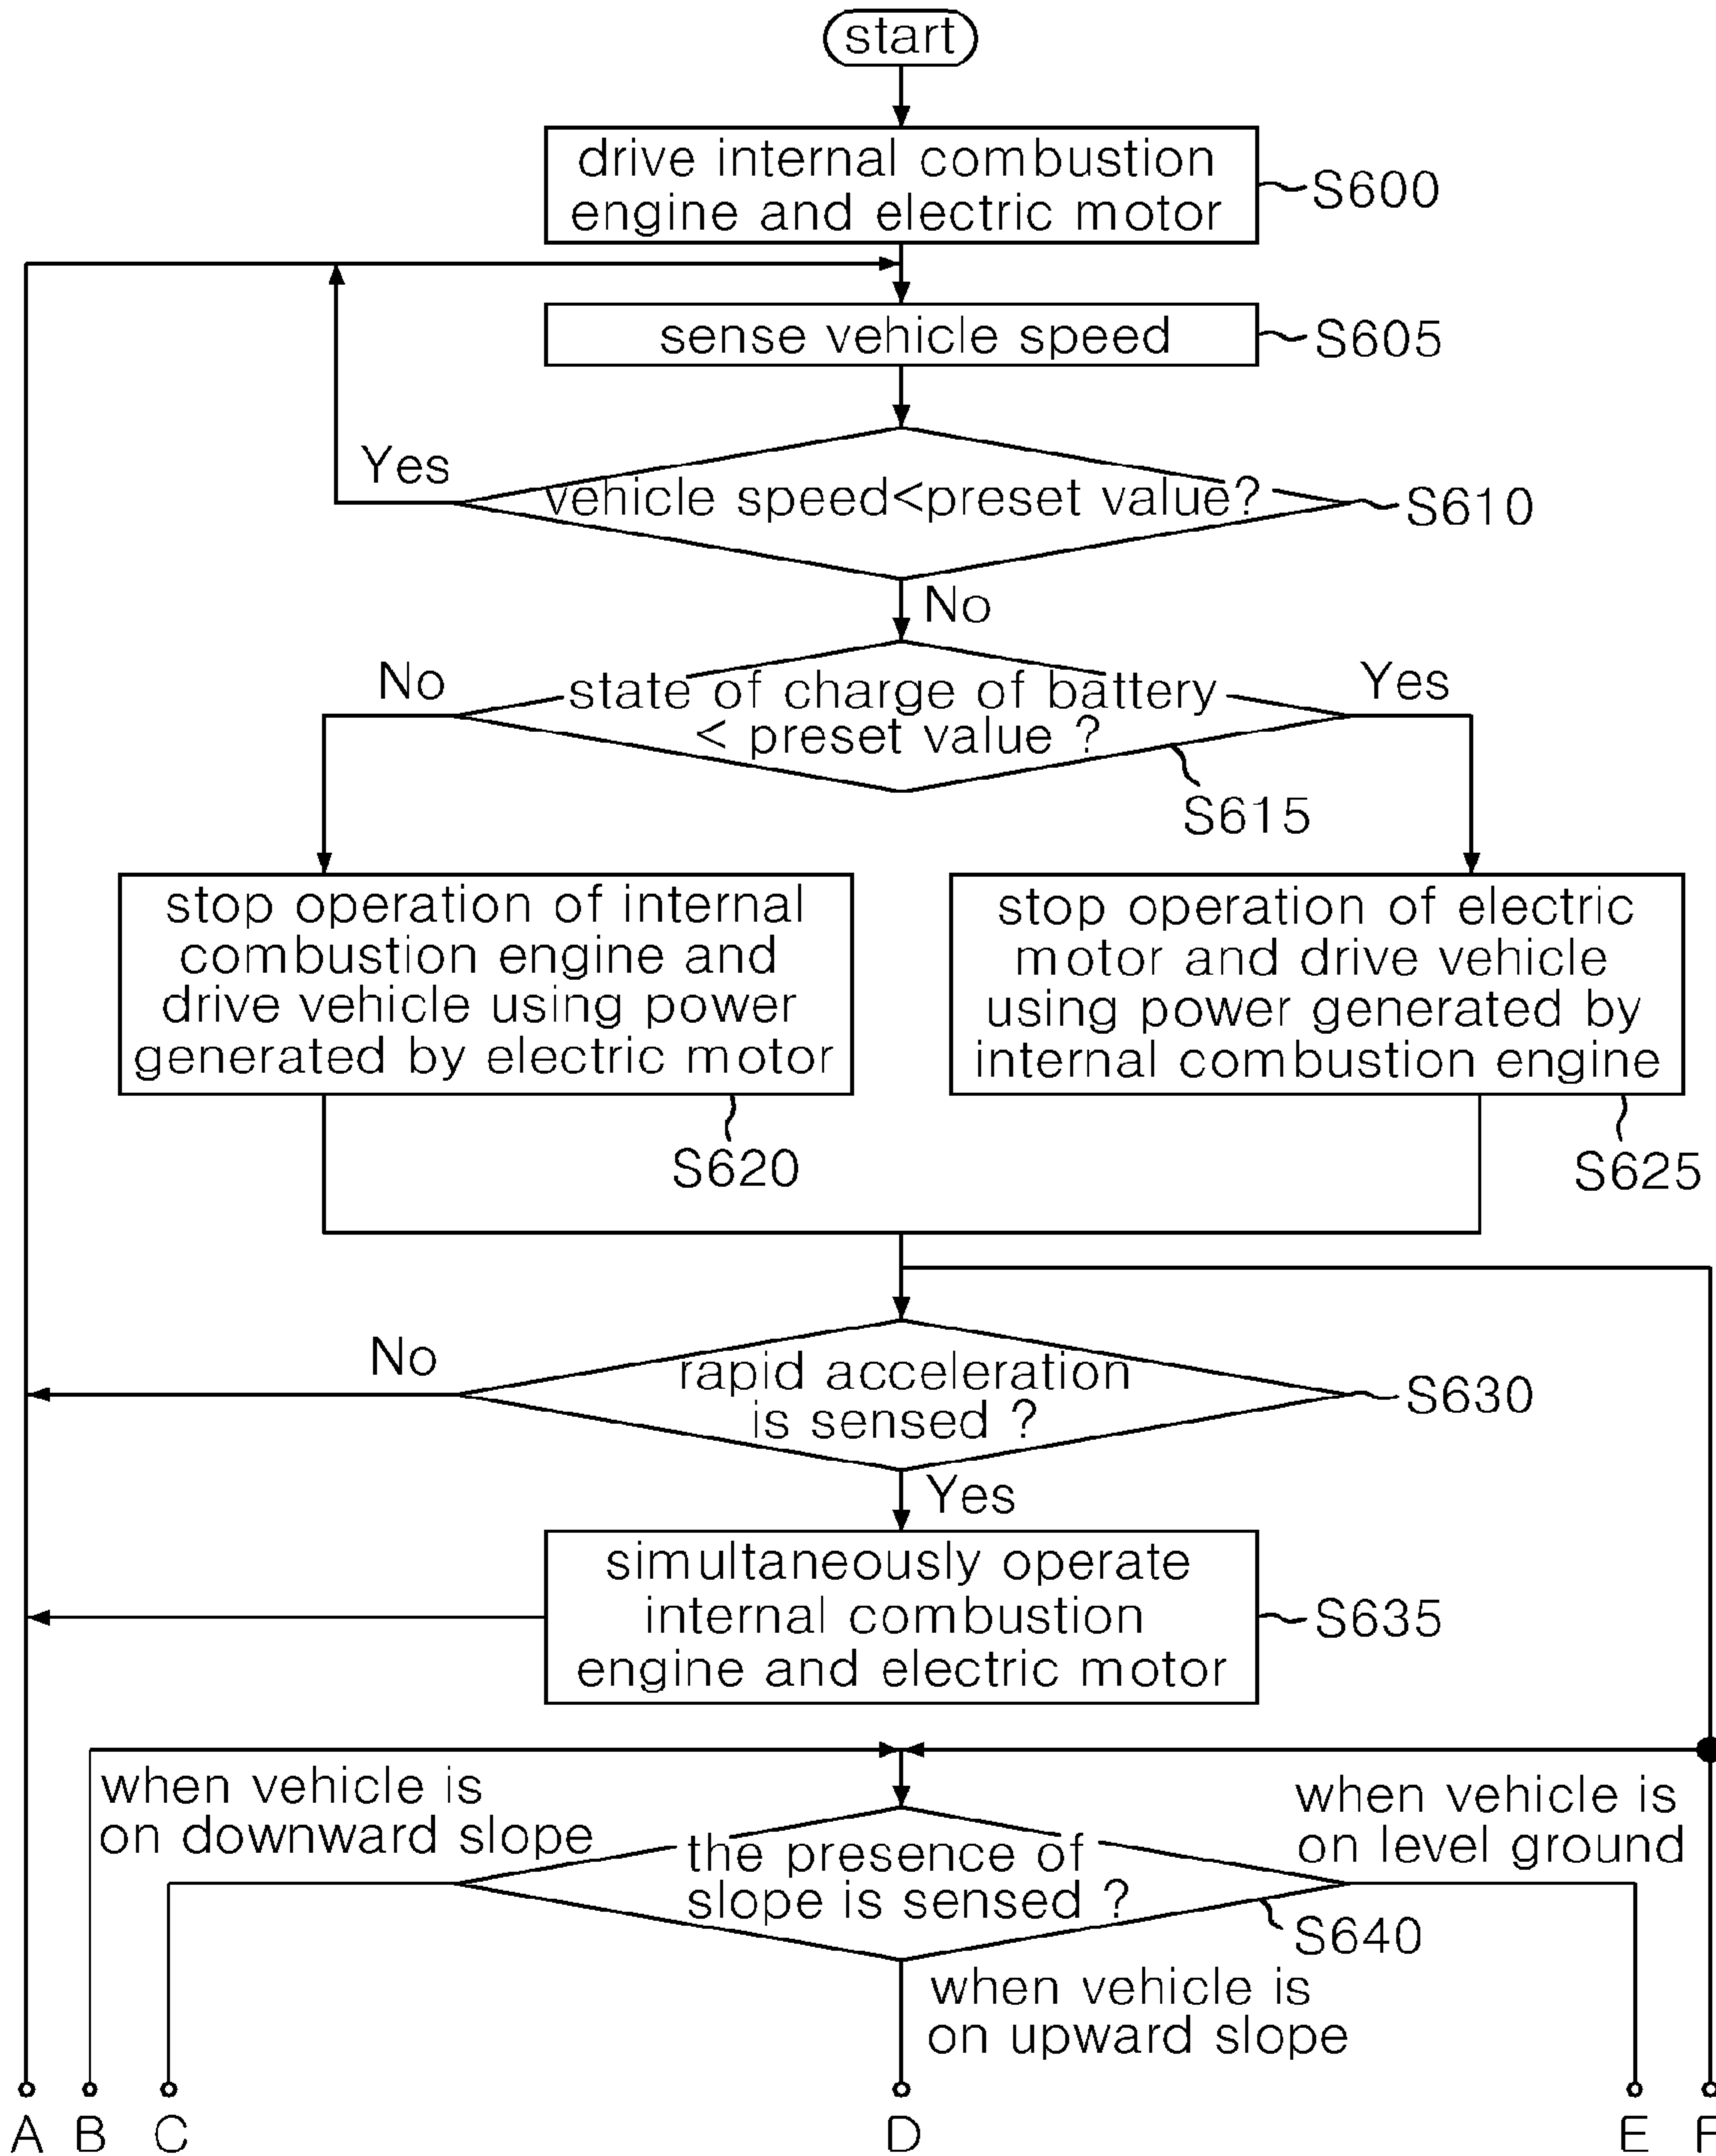 start
drive internal combustion
engine and electric motor
S600
sense vehicle speed
S605
Yes
vehicle speed<preset value?
S610
No
No
state of charge of battery
< preset value ?
Yes
S615
stop operation of internal
combustion engine and
drive vehicle using power
generated by electric motor
S620
stop operation of electric
motor and drive vehicle
using power generated by
internal combustion engine
S625
No
rapid acceleration
is sensed ?
S630
Yes
simultaneously operate
internal combustion
engine and electric motor
S635
when vehicle is
on downward slope
the presence of
slope is sensed ?
when vehicle is
on level ground
S640
when vehicle is
on upward slope
A B C D E F